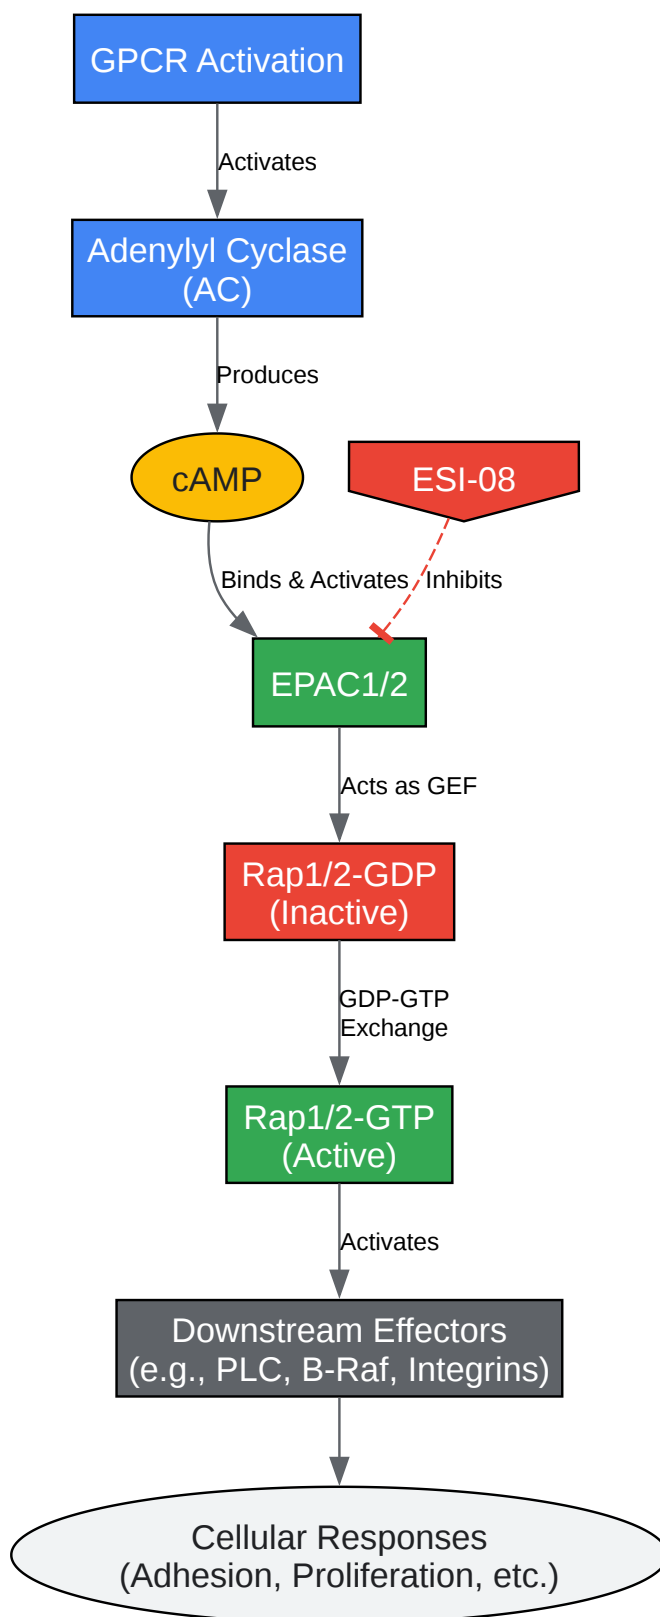 GPCR Activation
Activates
Adenylyl Cyclase
(AC)
Produces
cAMP
ESI-08
Binds & Activates
Inhibits
EPAC1/2
Acts as GEF
Rap1/2-GDP
(Inactive)
GDP-GTP
Exchange
Rap1/2-GTP
(Active)
Activates
Downstream Effectors
(e.g., PLC, B-Raf, Integrins)
Cellular Responses
(Adhesion, Proliferation, etc.)